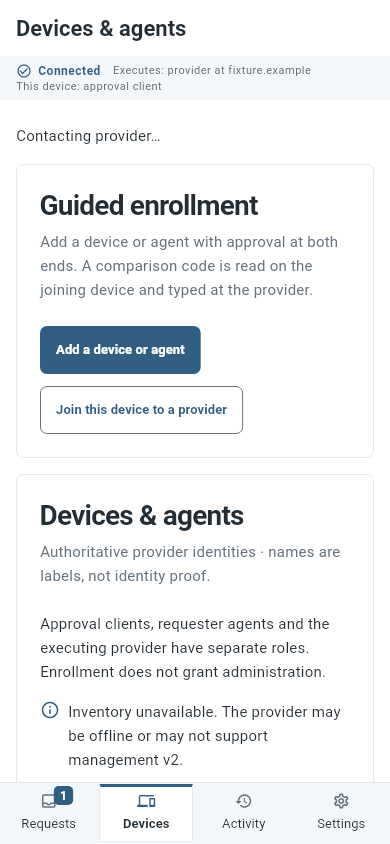 Devices & agents
Connected Executes: provider at fixture.example
This device: approval client
Contacting provider…
Guided enrollment
Add a device or agent with approval at both
ends. A comparison code is read on the
joining device and typed at the provider.
Add a device or agent
Join this device to a provider
Devices & agents
Authoritative provider identities · names are
labels, not identity proof.
Approval clients, requester agents and the
executing provider have separate roles.
Enrollment does not grant administration.
Inventory unavailable. The provider may
be offline or may not support
management v2.
1
Requests Devices Activity Settings